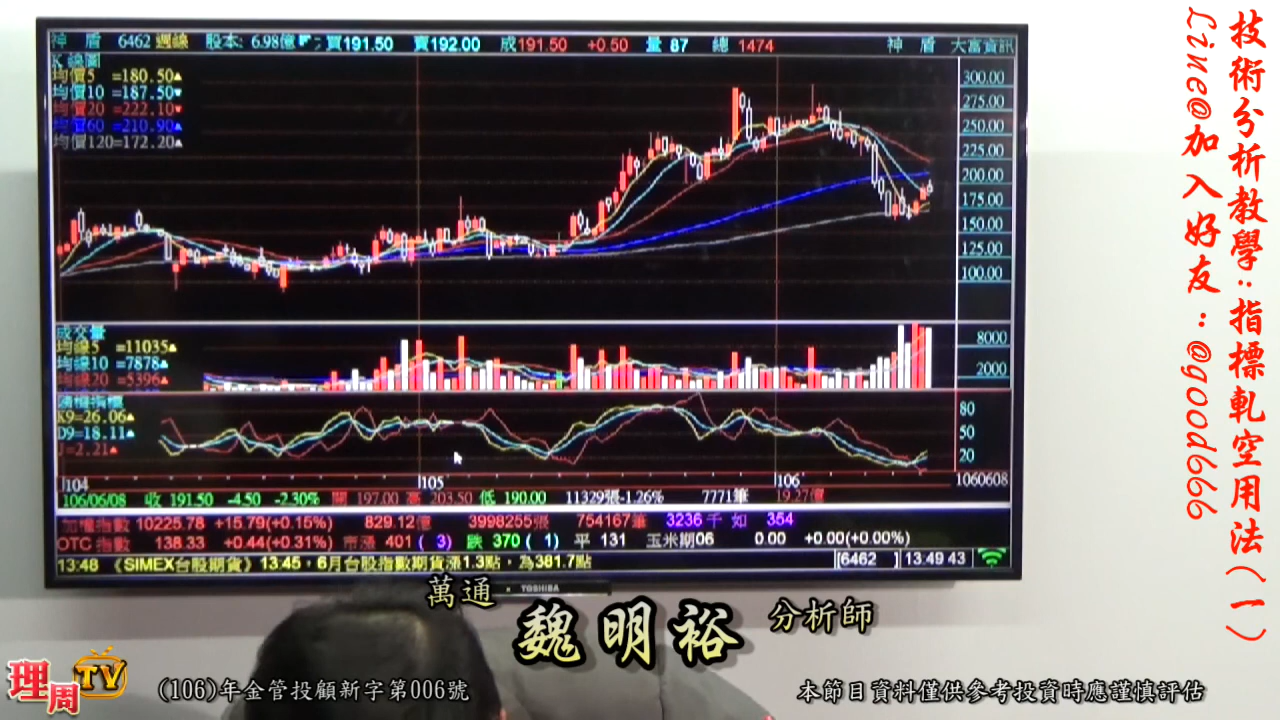 神盾 6462 週線 股本: 6.98億 買191.50 賣192.00 成191.50 +0.50 量 87 總 1474 神盾 大富資訊
K線圖
均價5 =180.50▲
均價10 =187.50▼
均價20 =222.10▼
均價60 =210.90▲
均價120=172.20▲
300.00
275.00
250.00
225.00
200.00
175.00
150.00
125.00
100.00
成交量
均線5 =11035▲
均線10 =7878▲
均線20 =5396▲
8000
2000
隨機指標
K9=26.06▲
D9=18.11▲
J=2.21▲
80
50
20
104 105 106 1060608
106/06/08 收 191.50 -4.50 -2.30% 開 197.00 高 203.50 低 190.00 11329張-1.26% 7771筆 19.27億
加權指數 10225.78 +15.79(+0.15%) 829.12億 3998255張 754167筆 3236 千 如 354
OTC 指數 138.33 +0.44(+0.31%) 市漲 401 ( 3) 跌 370 ( 1) 平 131 玉米期06 0.00 +0.00(+0.00%)
13:48 《SIMEX台股期貨》13:45，6月台股指數期貨漲1.3點，為381.7點 [6462 ] 13:49 43
TOSHIBA
技術分析教學:指標軋空用法(一)
Line@加入好友:@good666
萬通 魏明裕 分析師
理周TV
(106)年金管投顧新字第006號
本節目資料僅供參考投資時應謹慎評估